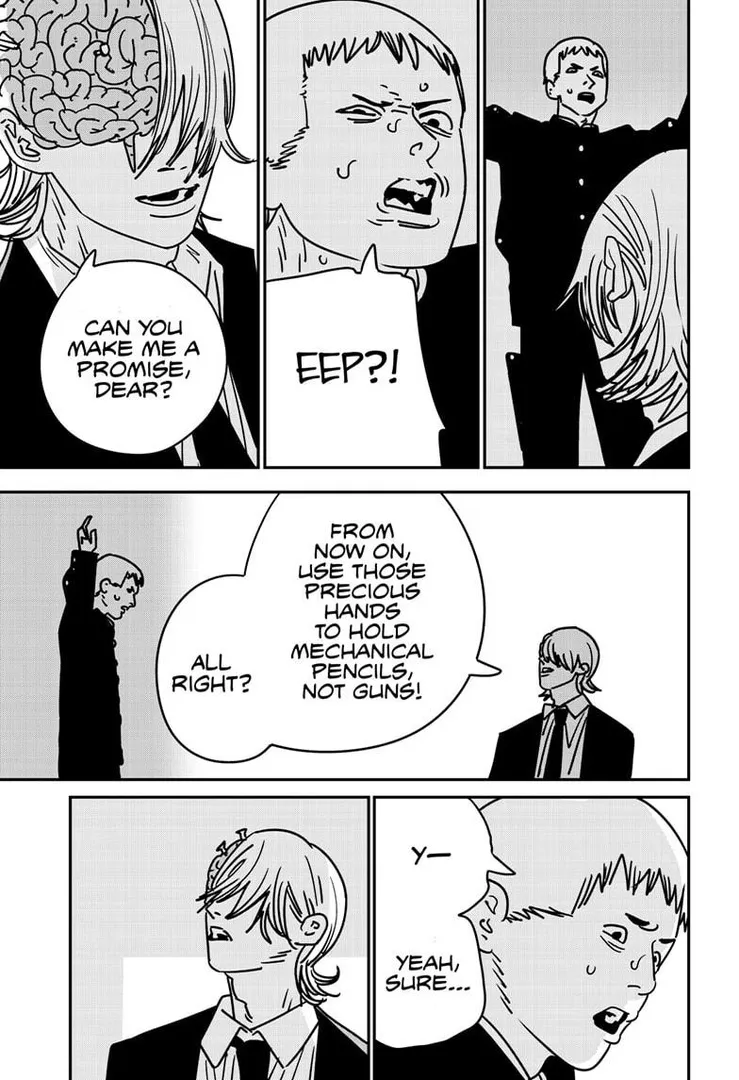 EEP?!
CAN YOU
MAKE ME A
PROMISE,
DEAR?
FROM
NOW ON,
USE THOSE
PRECIOUS
HANDS
TO HOLD
MECHANICAL
PENCILS,
NOT GUNS!
ALL
RIGHT?
Y—
YEAH,
SURE...